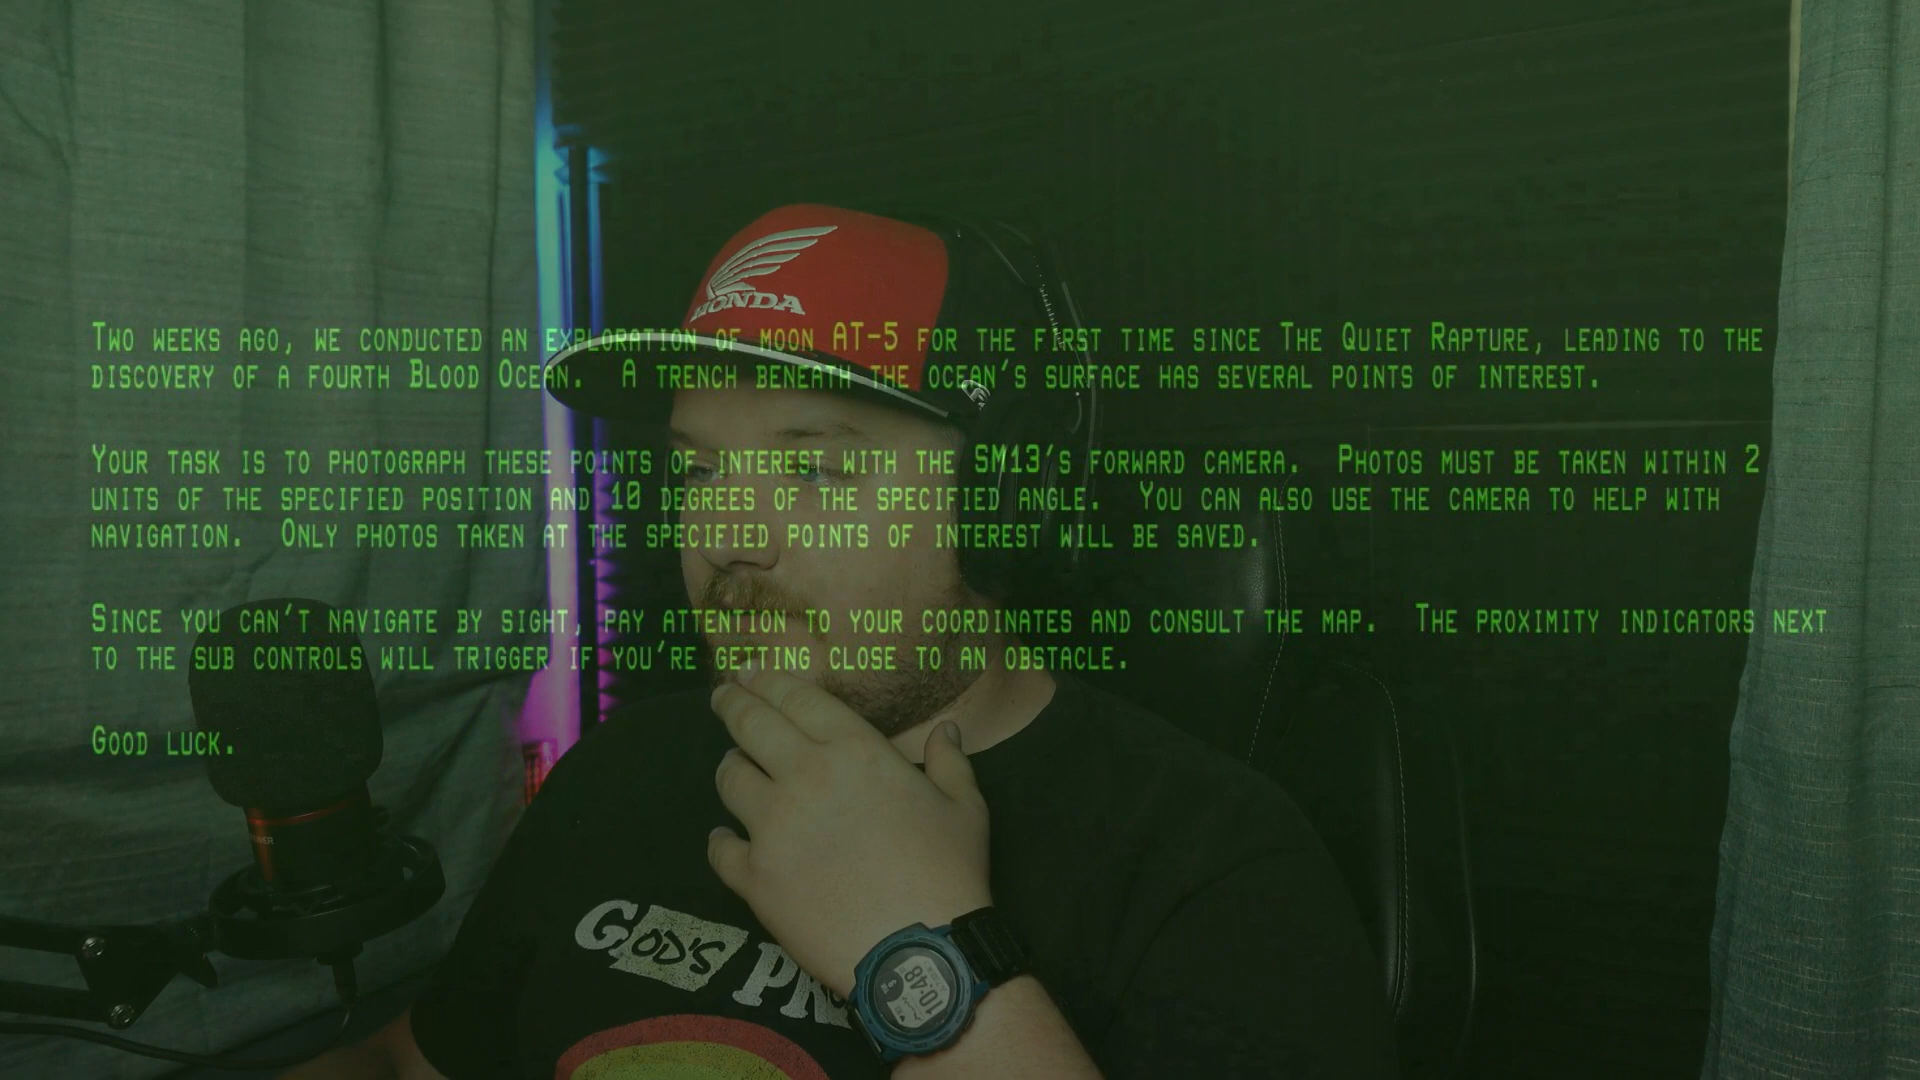 HONDA
Two weeks ago, we conducted an exploration of moon AT-5 for the first time since The Quiet Rapture, leading to the
discovery of a fourth Blood Ocean.  A trench beneath the ocean's surface has several points of interest.
Your task is to photograph these points of interest with the SM13's forward camera.  Photos must be taken within 2
units of the specified position and 10 degrees of the specified angle.  You can also use the camera to help with
navigation.  Only photos taken at the specified points of interest will be saved.
Since you can't navigate by sight, pay attention to your coordinates and consult the map.  The proximity indicators next
to the sub controls will trigger if you're getting close to an obstacle.
Good luck.
GOD'S
10:48